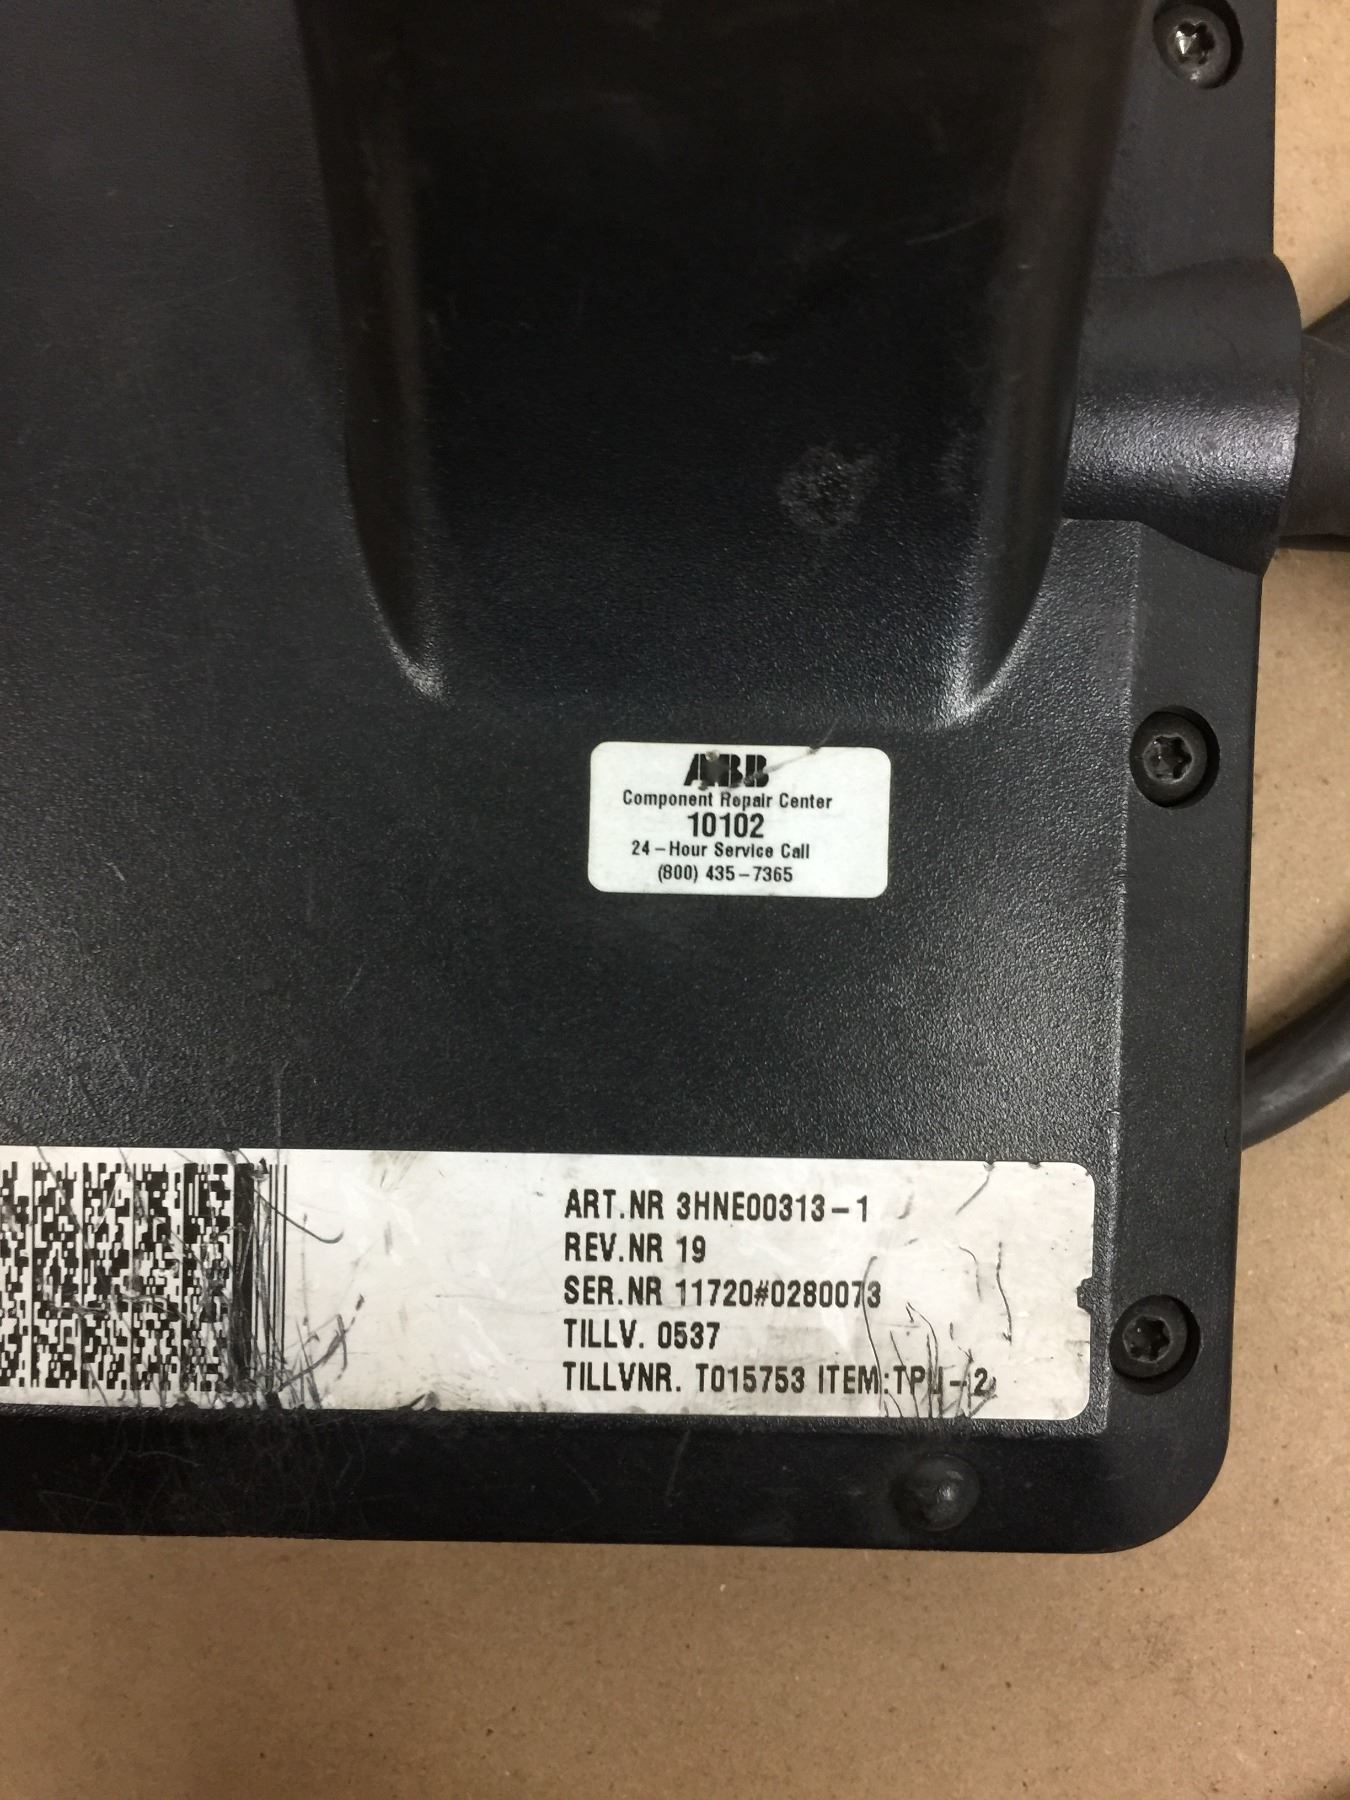 ABB
Component Repair Center
10102
24-Hour Service Call
(800) 435-7365
ART.NR 3HNE00313-1
REV.NR 19
SER.NR 11720#0280073
TILLV. 0537
TILLVNR. T015753 ITEM:TPU-2